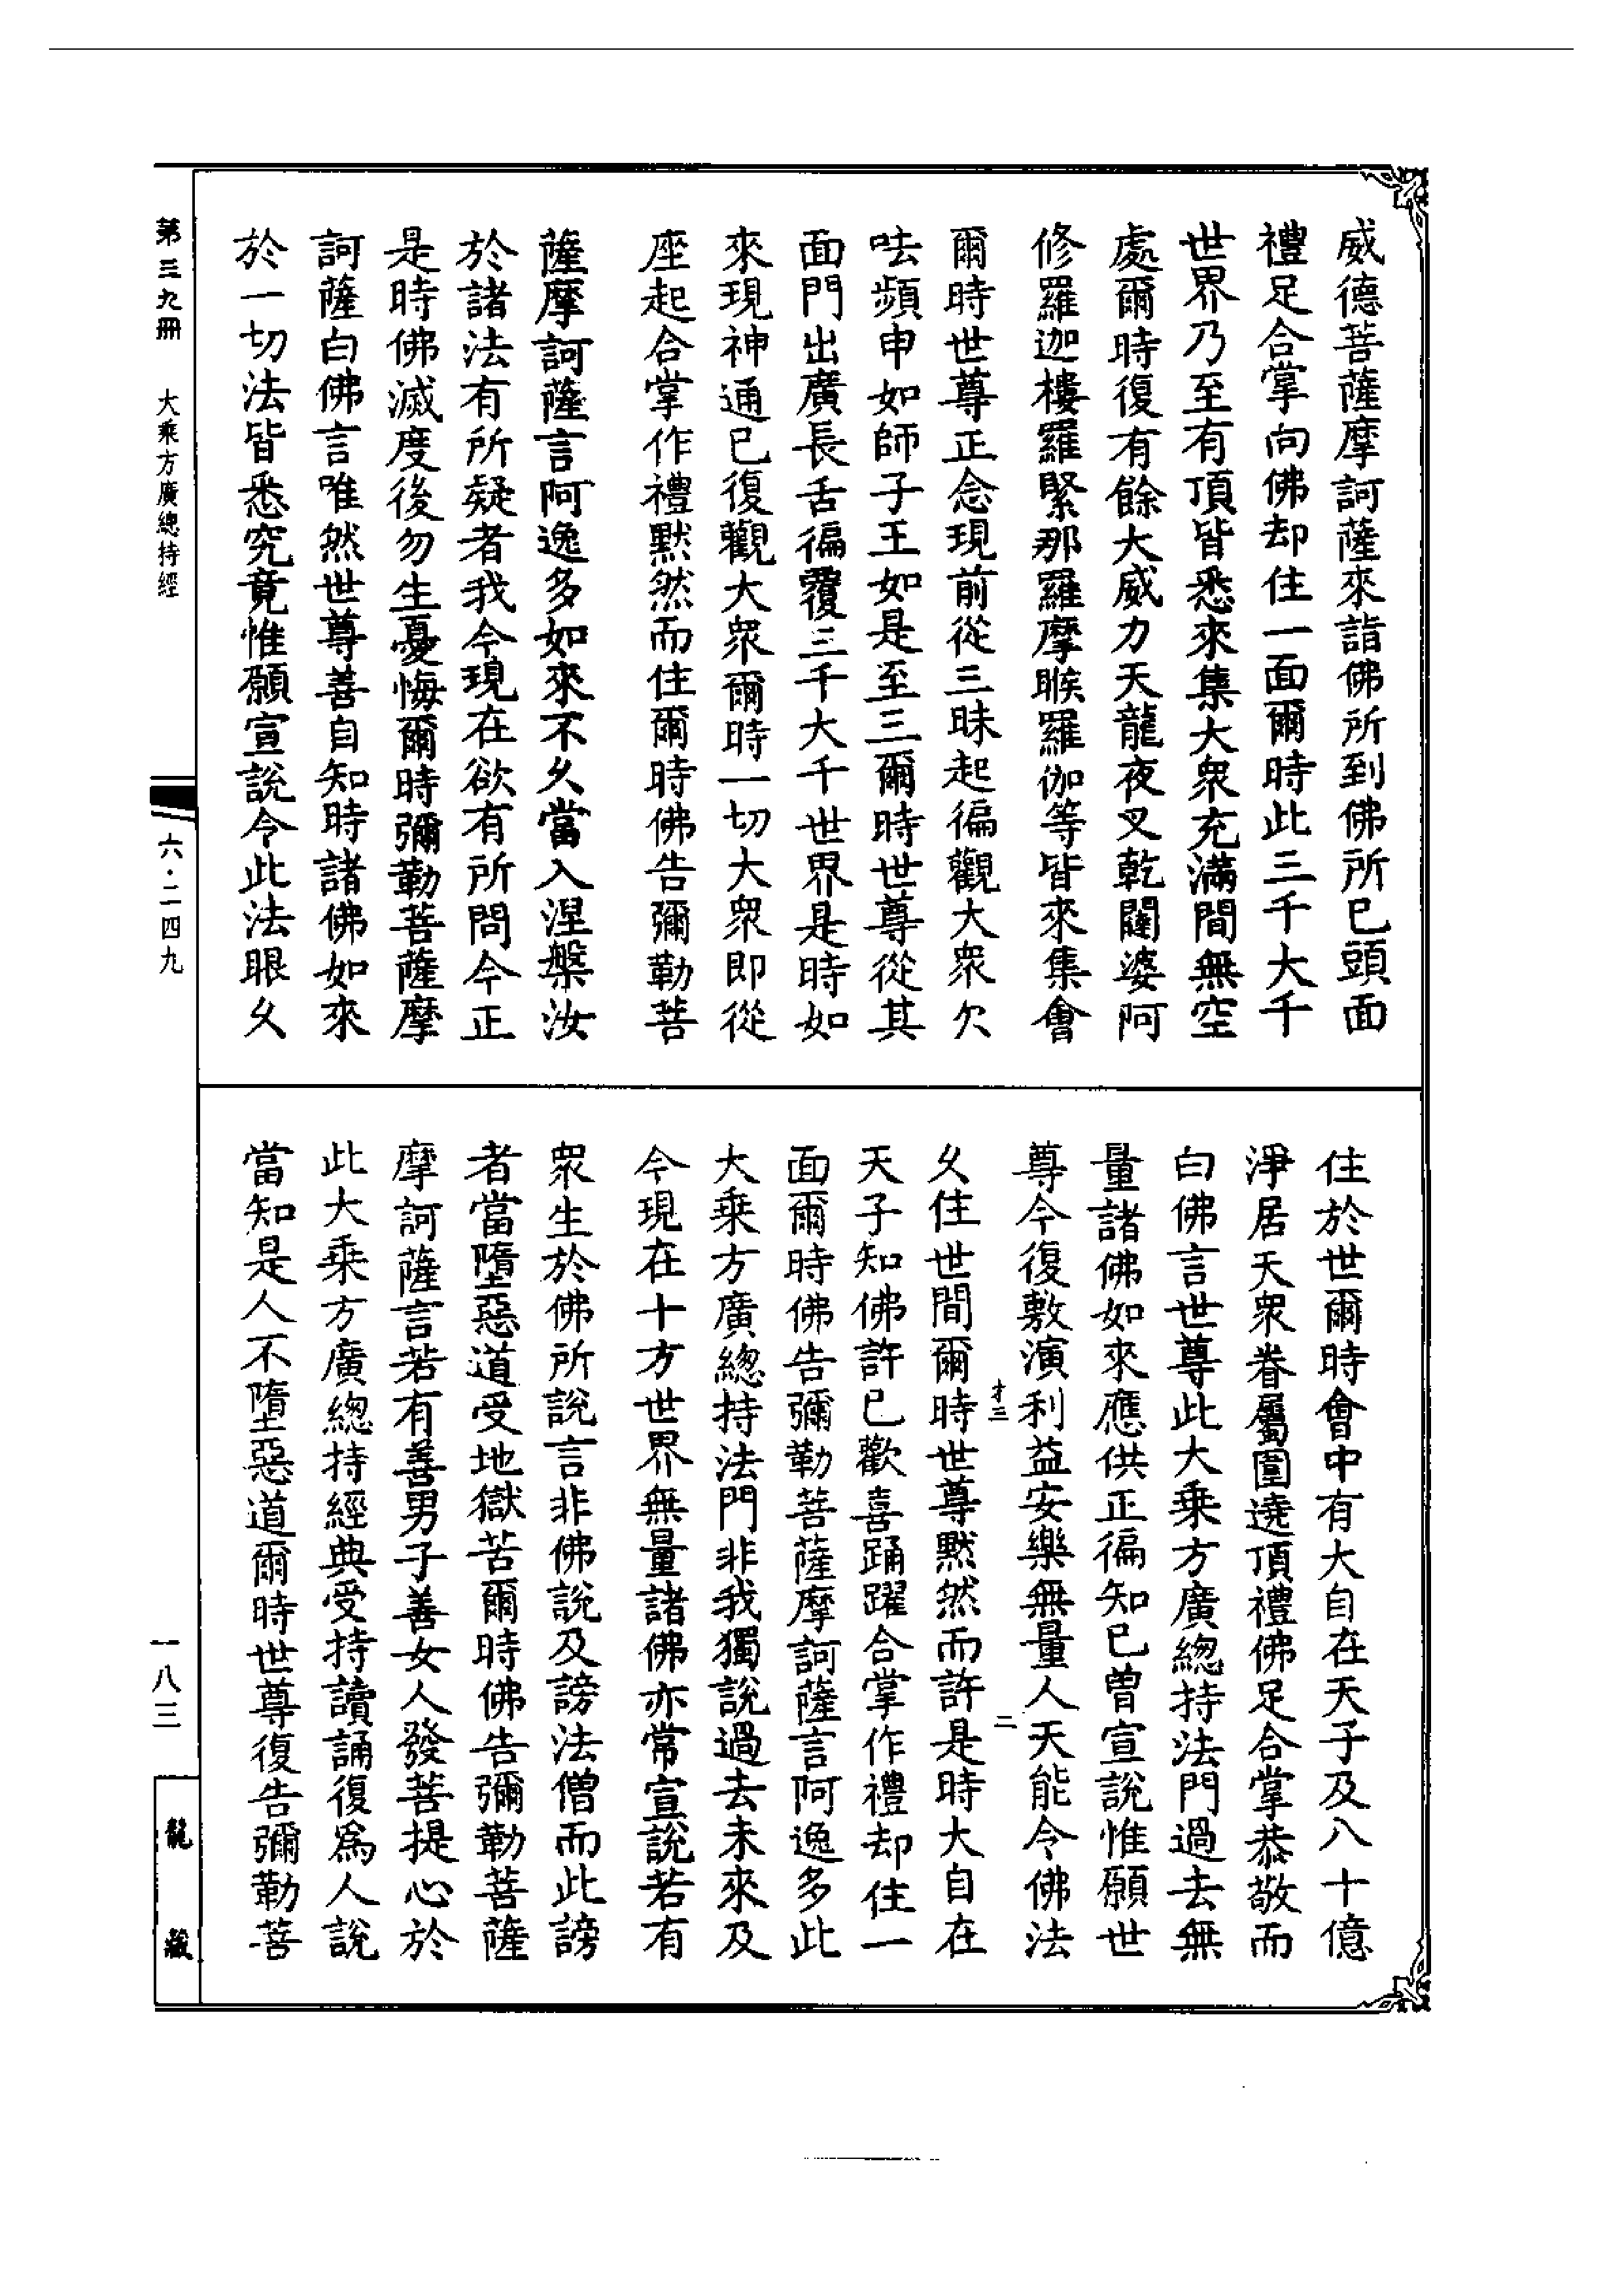 威德菩薩摩訶薩來詣佛所到佛所已頭面
禮足合掌向佛却住一面爾時此三千大千
世界乃至有頂皆悉來集大衆充滿間無空
處爾時復有餘大威力天龍夜叉乾闥婆阿
修羅迦樓羅緊那羅摩睺羅伽等皆來集會
爾時世尊正念現前從三昧起徧觀大衆欠
呿頻申如師子王如是至三爾時世尊從其
面門出廣長舌徧覆三千大千世界是時如
來現神通已復觀大衆爾時一切大衆即從
座起合掌作禮默然而住爾時佛告彌勒菩
薩摩訶薩言阿逸多如來不久當入涅槃汝
於諸法有所疑者我今現在欲有所問今正
是時佛滅度後勿生憂悔爾時彌勒菩薩摩
訶薩白佛言唯然世尊善自知時諸佛如來
於一切法皆悉究竟惟願宣說令此法眼久
住於世爾時會中有大自在天子及八十億
淨居天衆眷屬圍遶頂禮佛足合掌恭敬而
白佛言世尊此大乘方廣總持法門過去無
量諸佛如來應供正徧知已曾宣說惟願世
尊今復敷演利益安樂無量人天能令佛法
才三 二
久住世間爾時世尊默然而許是時大自在
天子知佛許已歡喜踊躍合掌作禮却住一
面爾時佛告彌勒菩薩摩訶薩言阿逸多此
大乘方廣總持法門非我獨說過去未來及
今現在十方世界無量諸佛亦常宣說若有
衆生於佛所說言非佛說及謗法僧而此謗
者當墮惡道受地獄苦爾時佛告彌勒菩薩
摩訶薩言若有善男子善女人發菩提心於
此大乘方廣總持經典受持讀誦復爲人說
當知是人不墮惡道爾時世尊復告彌勒菩
第三九冊 大乘方廣總持經
六·二四九
一八三
龍藏